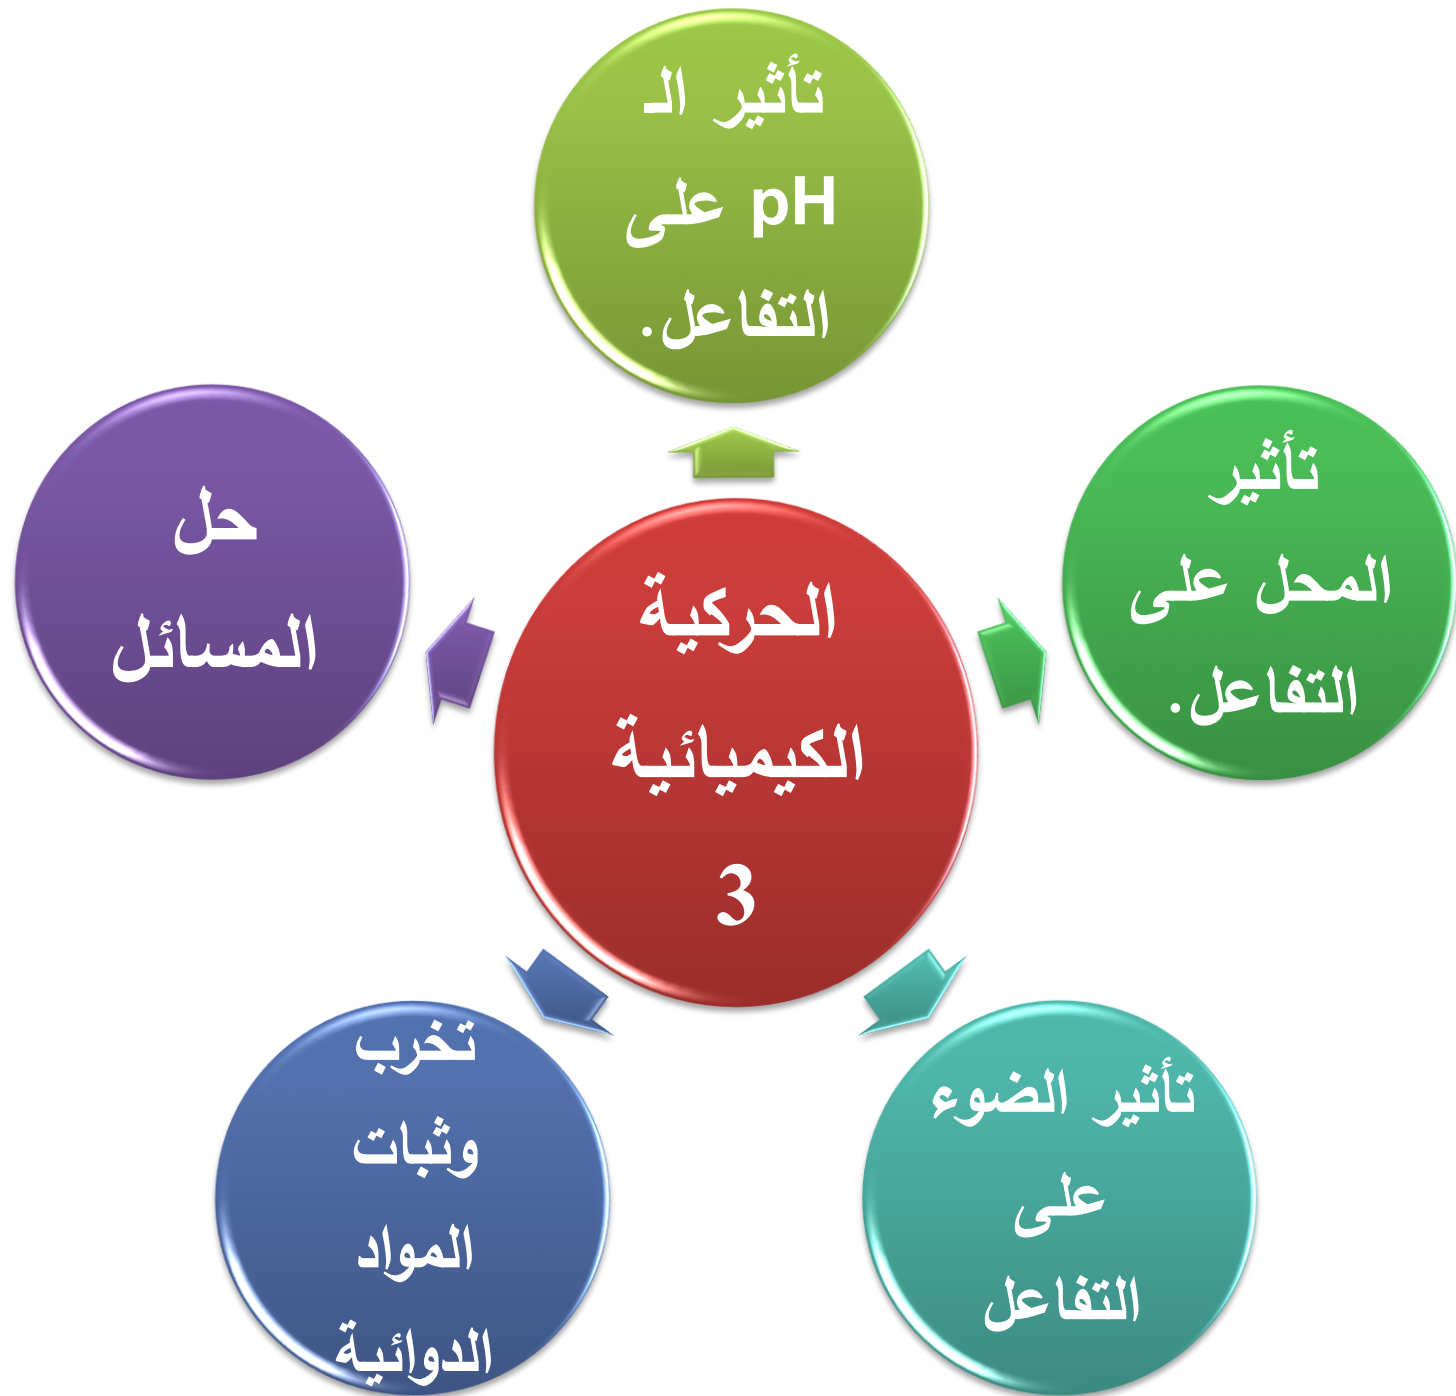 تأثير الـ
pH على
التفاعل.
تأثير
المحل على
التفاعل.
تأثير الضوء
على
التفاعل
تخرب
وثبات
المواد
الدوائية
حل
المسائل
الحركية
الكيميائية
3